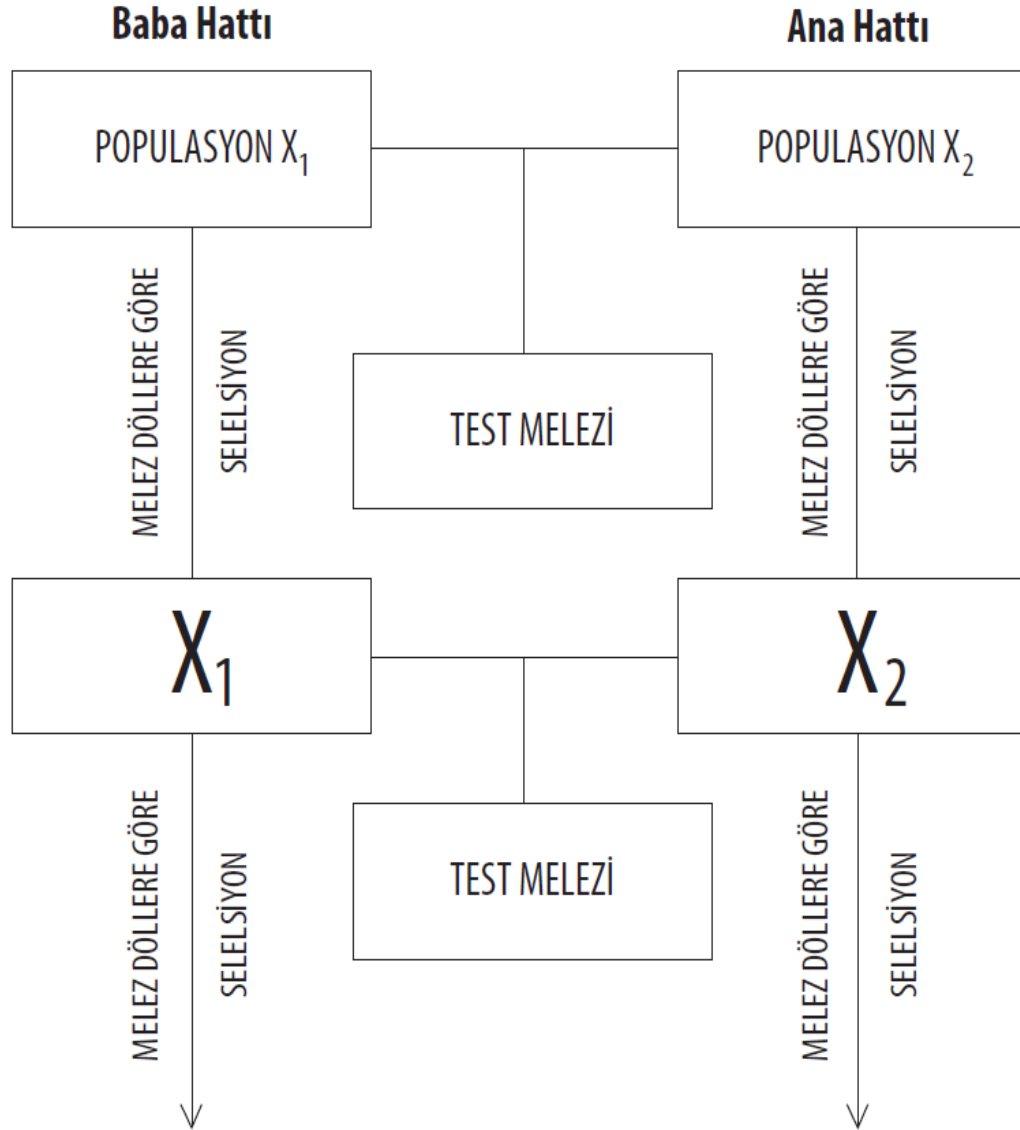 Baba Hattı
Ana Hattı
POPULASYON X₁
POPULASYON X₂
MELEZ DÖLLERE GÖRE
SELELSİYON
MELEZ DÖLLERE GÖRE
SELELSİYON
TEST MELEZİ
X₁
X₂
MELEZ DÖLLERE GÖRE
SELELSİYON
MELEZ DÖLLERE GÖRE
SELELSİYON
TEST MELEZİ